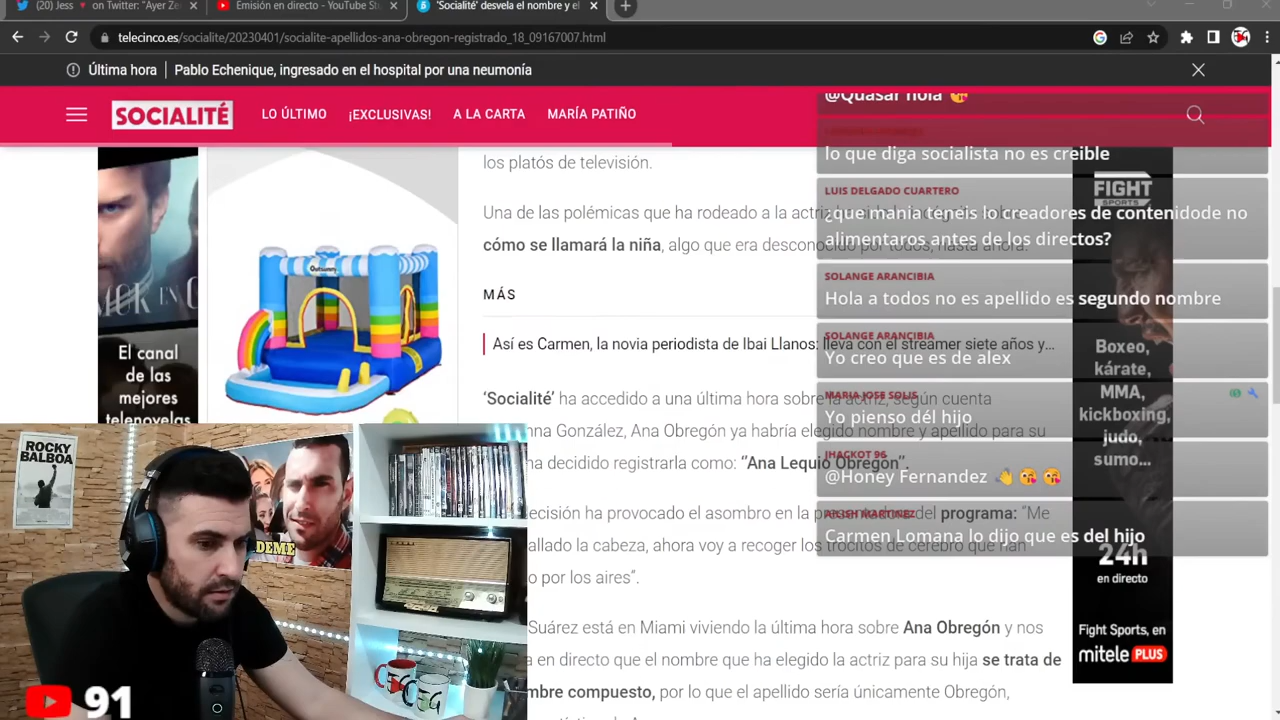 (20) Jess
on Twitter: "Ayer Ze
Emisión en directo - YouTube Stu
'Socialité' desvela el nombre y el
telecinco.es/socialite/20230401/socialite-apellidos-ana-obregon-registrado_18_09167007.html
Última hora
Pablo Echenique, ingresado en el hospital por una neumonía
SOCIALITÉ
LO ÚLTIMO
¡EXCLUSIVAS!
A LA CARTA
MARÍA PATIÑO
@Quasar hola
lo que diga socialista no es creible
LUIS DELGADO CUARTERO
¿que mania teneis lo creadores de contenidode no
alimentaros antes de los directos?
SOLANGE ARANCIBIA
Hola a todos no es apellido es segundo nombre
SOLANGE ARANCIBIA
Yo creo que es de alex
MARIA JOSE SOLIS
Yo pienso dél hijo
JHACKOT 96
@Honey Fernandez
Carmen Lomana lo dijo que es del hijo
los platós de televisión.
Una de las polémicas que ha rodeado a la actriz
cómo se llamará la niña, algo que era desconocido por todos, hasta ahora.
MÁS
Así es Carmen, la novia periodista de Ibai Llanos: lleva con el streamer siete años y...
'Socialité' ha accedido a una última hora sobre la actriz, según cuenta
nna González, Ana Obregón ya habría elegido nombre y apellido para su
ha decidido registrarla como: "Ana Lequio Obregón".
ecisión ha provocado el asombro en la
del programa: "Me
allado la cabeza, ahora voy a recoger los trocitos de cerebro que han
o por los aires".
Suárez está en Miami viviendo la última hora sobre Ana Obregón y nos
a en directo que el nombre que ha elegido la actriz para su hija se trata de
mbre compuesto, por lo que el apellido sería únicamente Obregón,
Outsunny
El canal
de las
mejores
telenovelas
FIGHT
SPORTS
Boxeo,
kárate,
MMA,
kickboxing,
judo,
sumo...
24h
en directo
Fight Sports, en
mitele PLUS
ROCKY
BALBOA
DEME
91